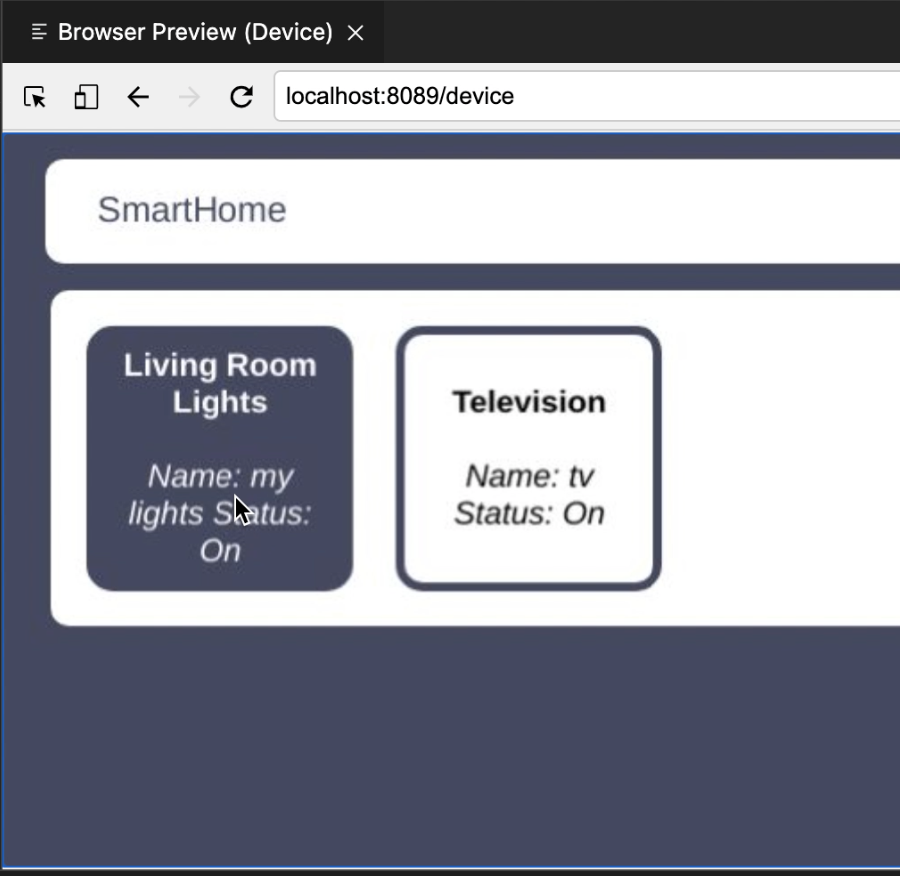 Browser Preview (Device)
localhost:8089/device
SmartHome
Living Room
Lights
Name: my
lights Status:
On
Television
Name: tv
Status: On